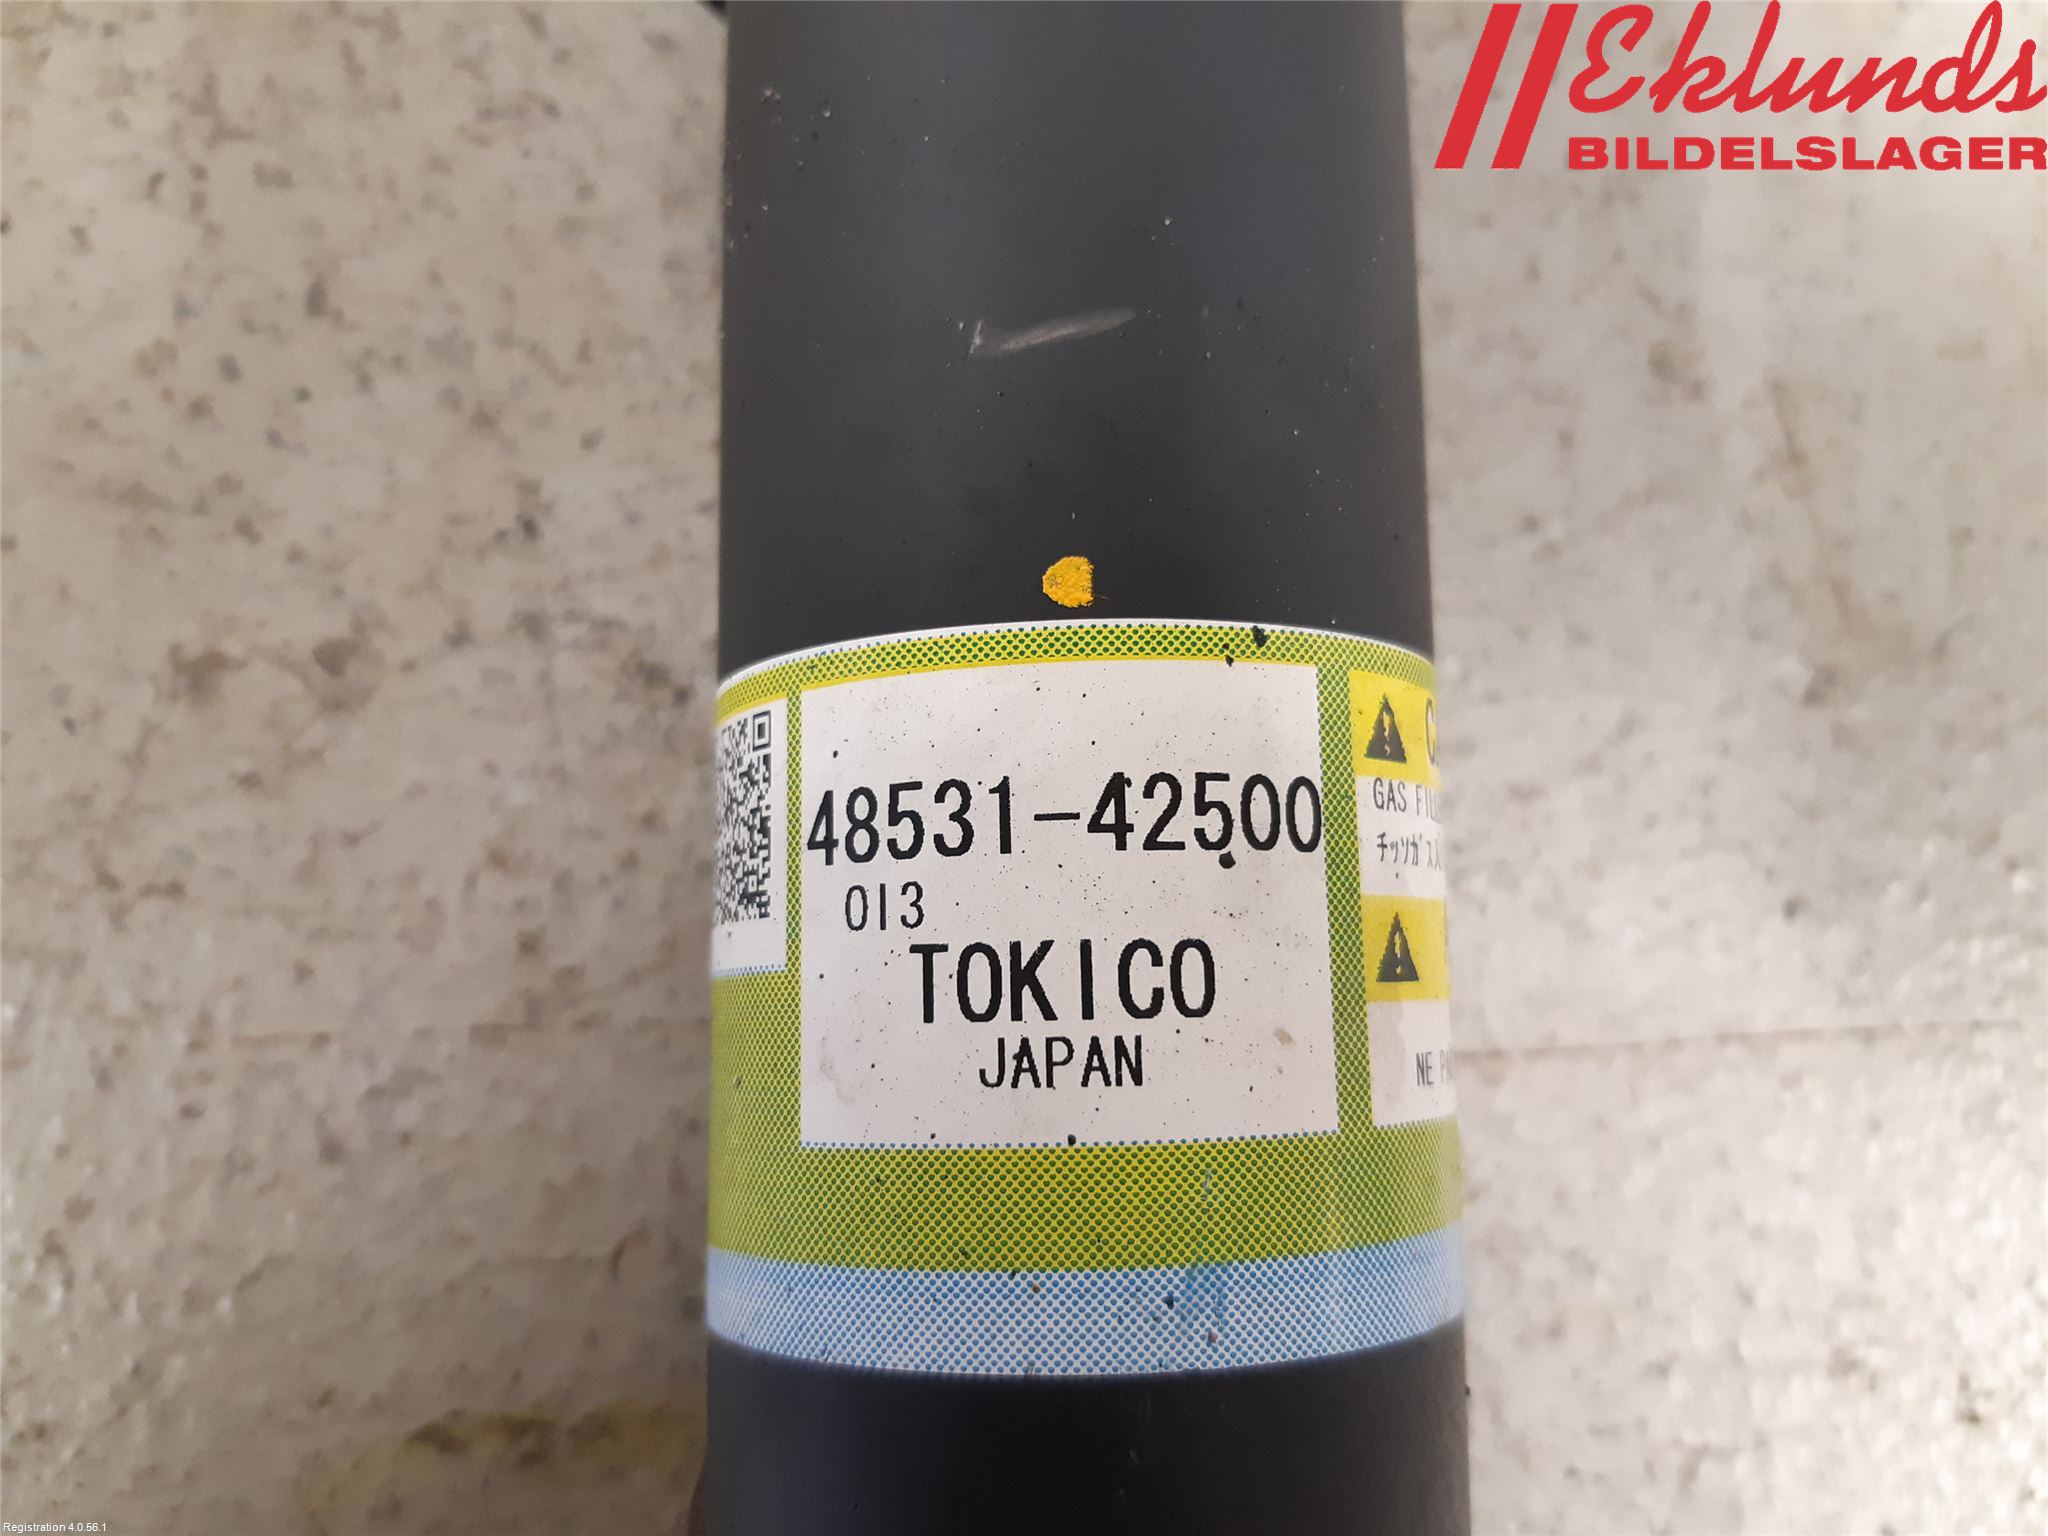 Eklunds
BILDELSLAGER
48531-42500
013
TOKICO
JAPAN
GAS
チッソガス
NE
Registration 4.0.56.1